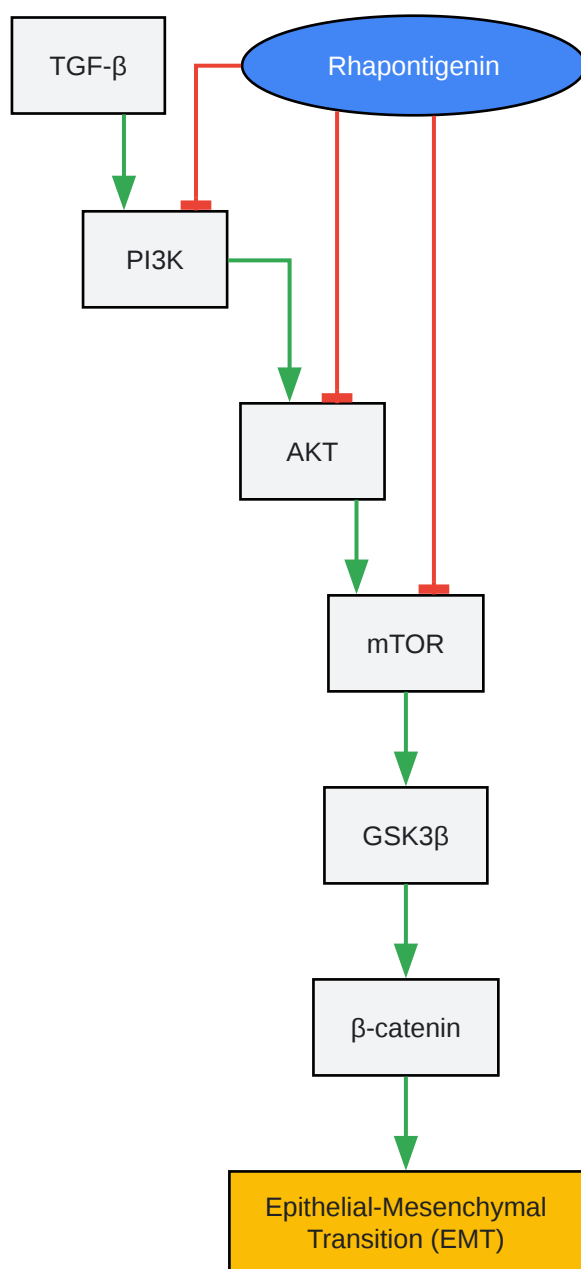 TGF-β
Rhapontigenin
PI3K
AKT
mTOR
GSK3β
β-catenin
Epithelial-Mesenchymal
Transition (EMT)